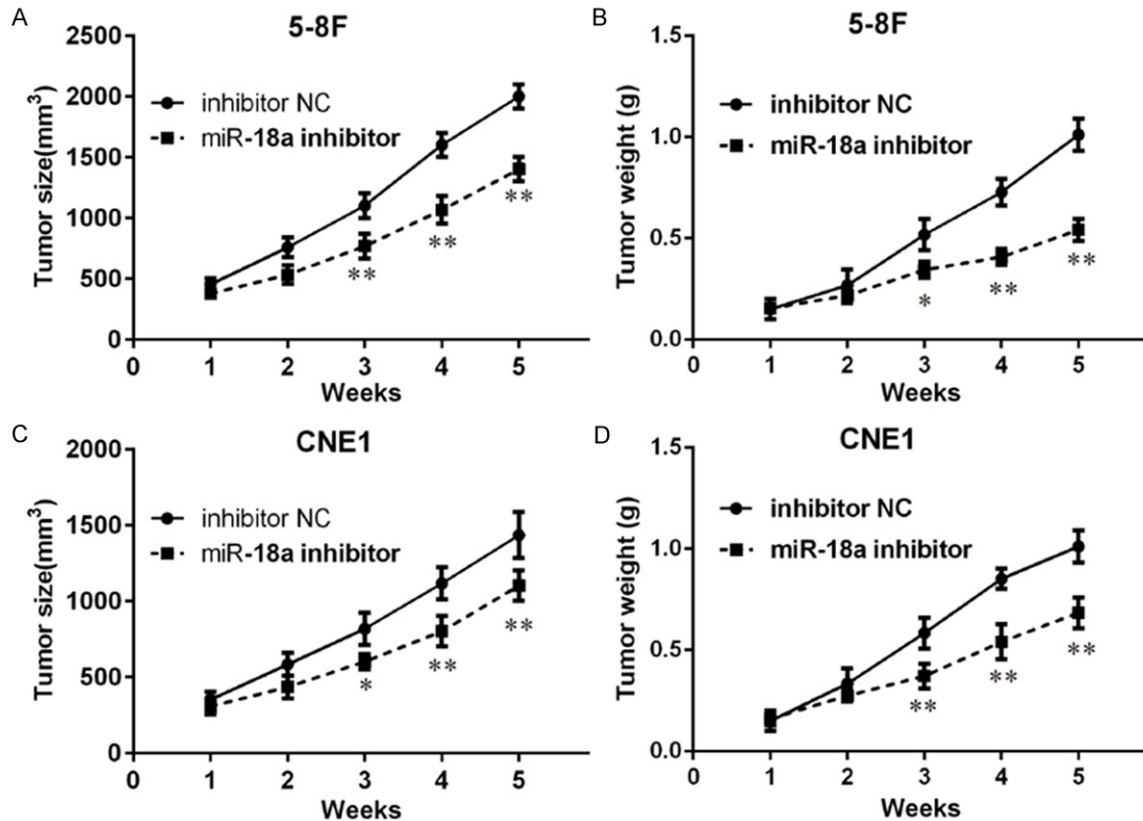 A
5-8F
2500
2000
1500
1000
500
0
Tumor size(mm³)
inhibitor NC
miR-18a inhibitor
**
**
**
0
1
2
3
4
5
Weeks
B
5-8F
1.5
1.0
0.5
0.0
Tumor weight (g)
inhibitor NC
miR-18a inhibitor
*
**
**
0
1
2
3
4
5
Weeks
C
CNE1
2000
1500
1000
500
0
Tumor size(mm³)
inhibitor NC
miR-18a inhibitor
*
**
**
0
1
2
3
4
5
Weeks
D
CNE1
1.5
1.0
0.5
0.0
Tumor weight (g)
inhibitor NC
miR-18a inhibitor
**
**
**
0
1
2
3
4
5
Weeks